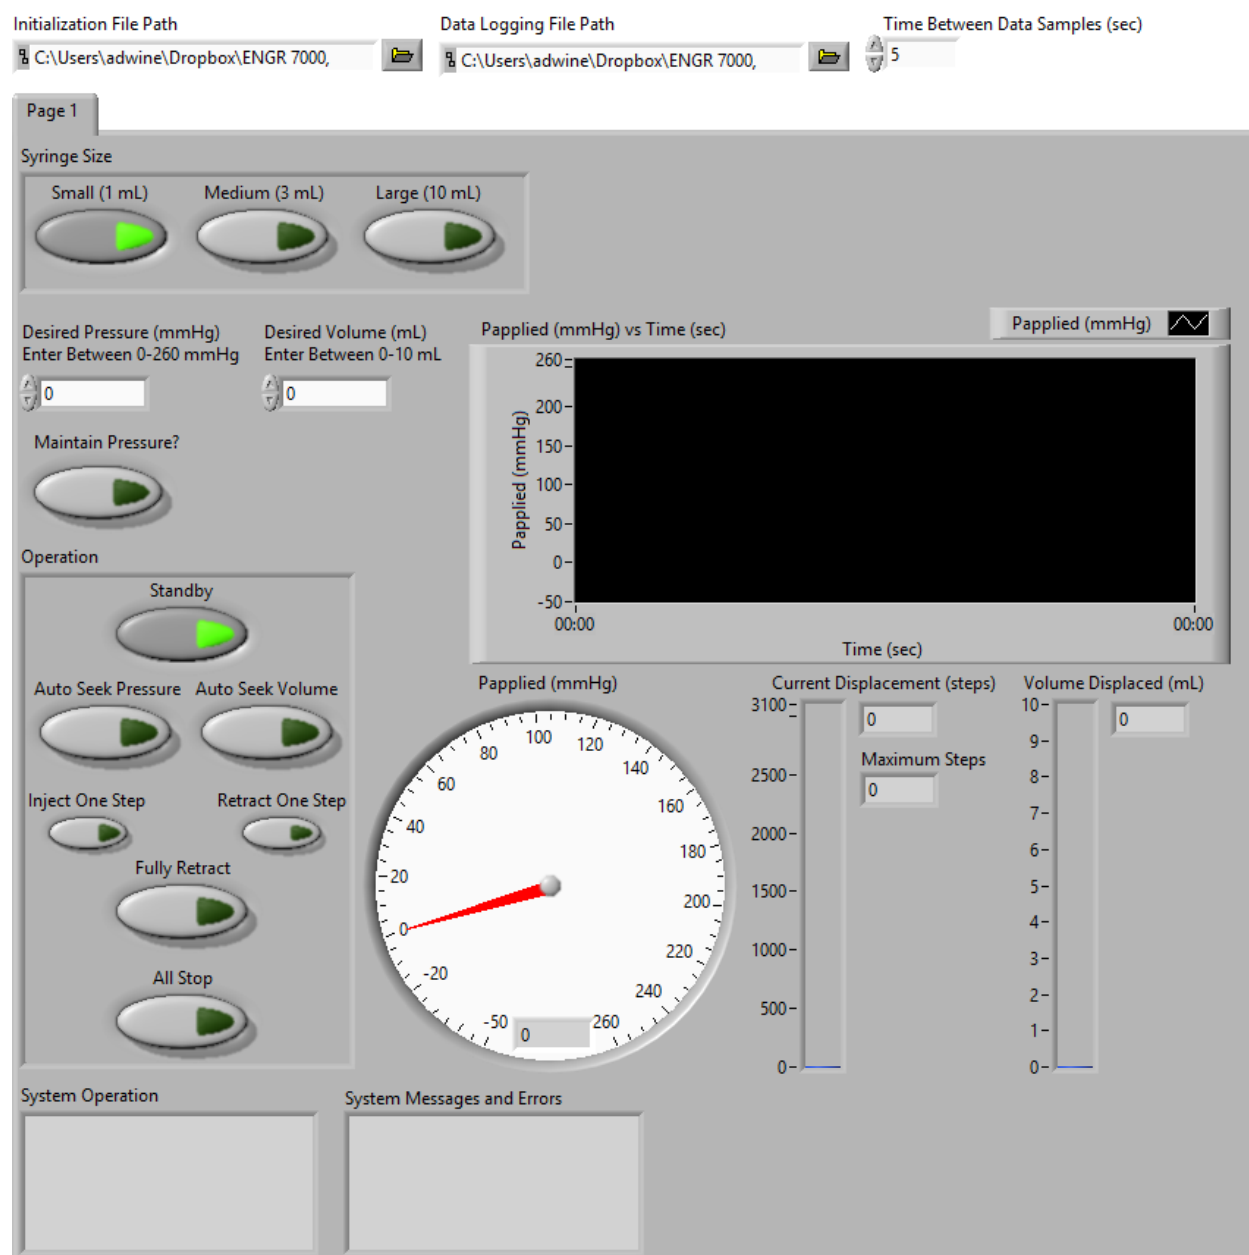 Initialization File Path
C:\Users\adwine\Dropbox\ENGR 7000,
Data Logging File Path
C:\Users\adwine\Dropbox\ENGR 7000,
Time Between Data Samples (sec)
5
Page 1
Syringe Size
Small (1 mL)
Medium (3 mL)
Large (10 mL)
Desired Pressure (mmHg)
Enter Between 0-260 mmHg
0
Desired Volume (mL)
Enter Between 0-10 mL
0
Maintain Pressure?
Papplied (mmHg) vs Time (sec)
Papplied (mmHg)
Papplied (mmHg)
260
200
150
100
50
0
-50
00:00
00:00
Time (sec)
Operation
Standby
Auto Seek Pressure
Auto Seek Volume
Inject One Step
Retract One Step
Fully Retract
All Stop
Papplied (mmHg)
-50
-20
0
20
40
60
80
100
120
140
160
180
200
220
240
260
0
Current Displacement (steps)
3100
2500
2000
1500
1000
500
0
0
Maximum Steps
0
Volume Displaced (mL)
10
9
8
7
6
5
4
3
2
1
0
0
System Operation
System Messages and Errors